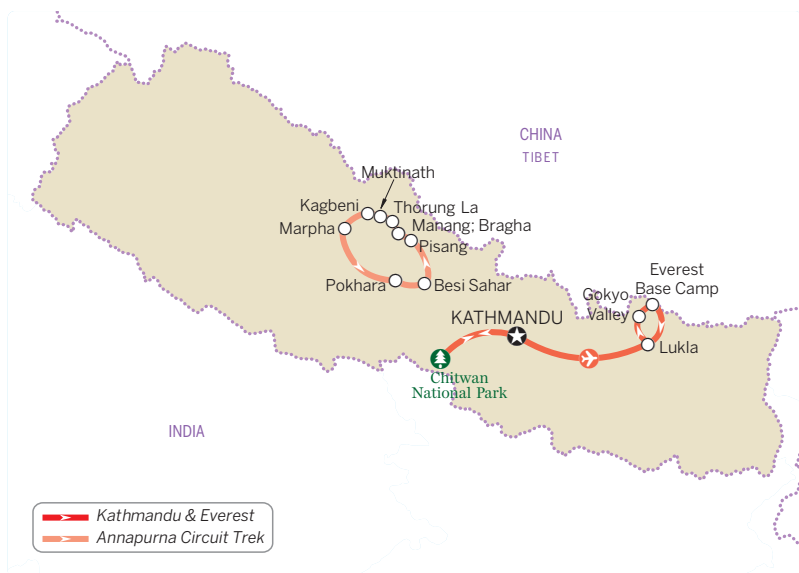 CHINA
TIBET
Muktinath
Kagbeni
Thorung La
Marpha
Manang; Bragha
Pisang
Pokhara
Besi Sahar
Everest
Base Camp
Gokyo
Valley
KATHMANDU
Lukla
Chitwan
National Park
INDIA
Kathmandu & Everest
Annapurna Circuit Trek